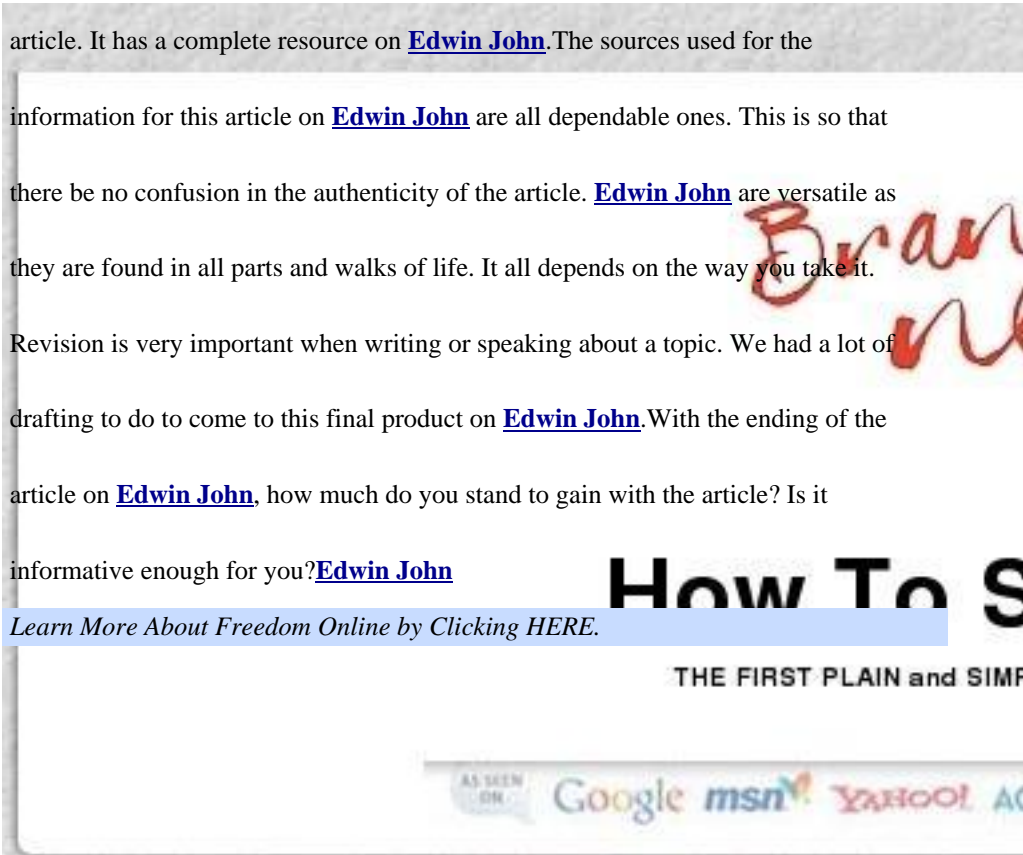 article. It has a complete resource on Edwin John.The sources used for the
information for this article on Edwin John are all dependable ones. This is so that
there be no confusion in the authenticity of the article. Edwin John are versatile as
they are found in all parts and walks of life. It all depends on the way you take it.
Revision is very important when writing or speaking about a topic. We had a lot of
drafting to do to come to this final product on Edwin John.With the ending of the
article on Edwin John, how much do you stand to gain with the article? Is it
informative enough for you?Edwin John
How To S
Learn More About Freedom Online by Clicking HERE.
THE FIRST PLAIN and
AS SEEN
ON
Google msn YAHOO!